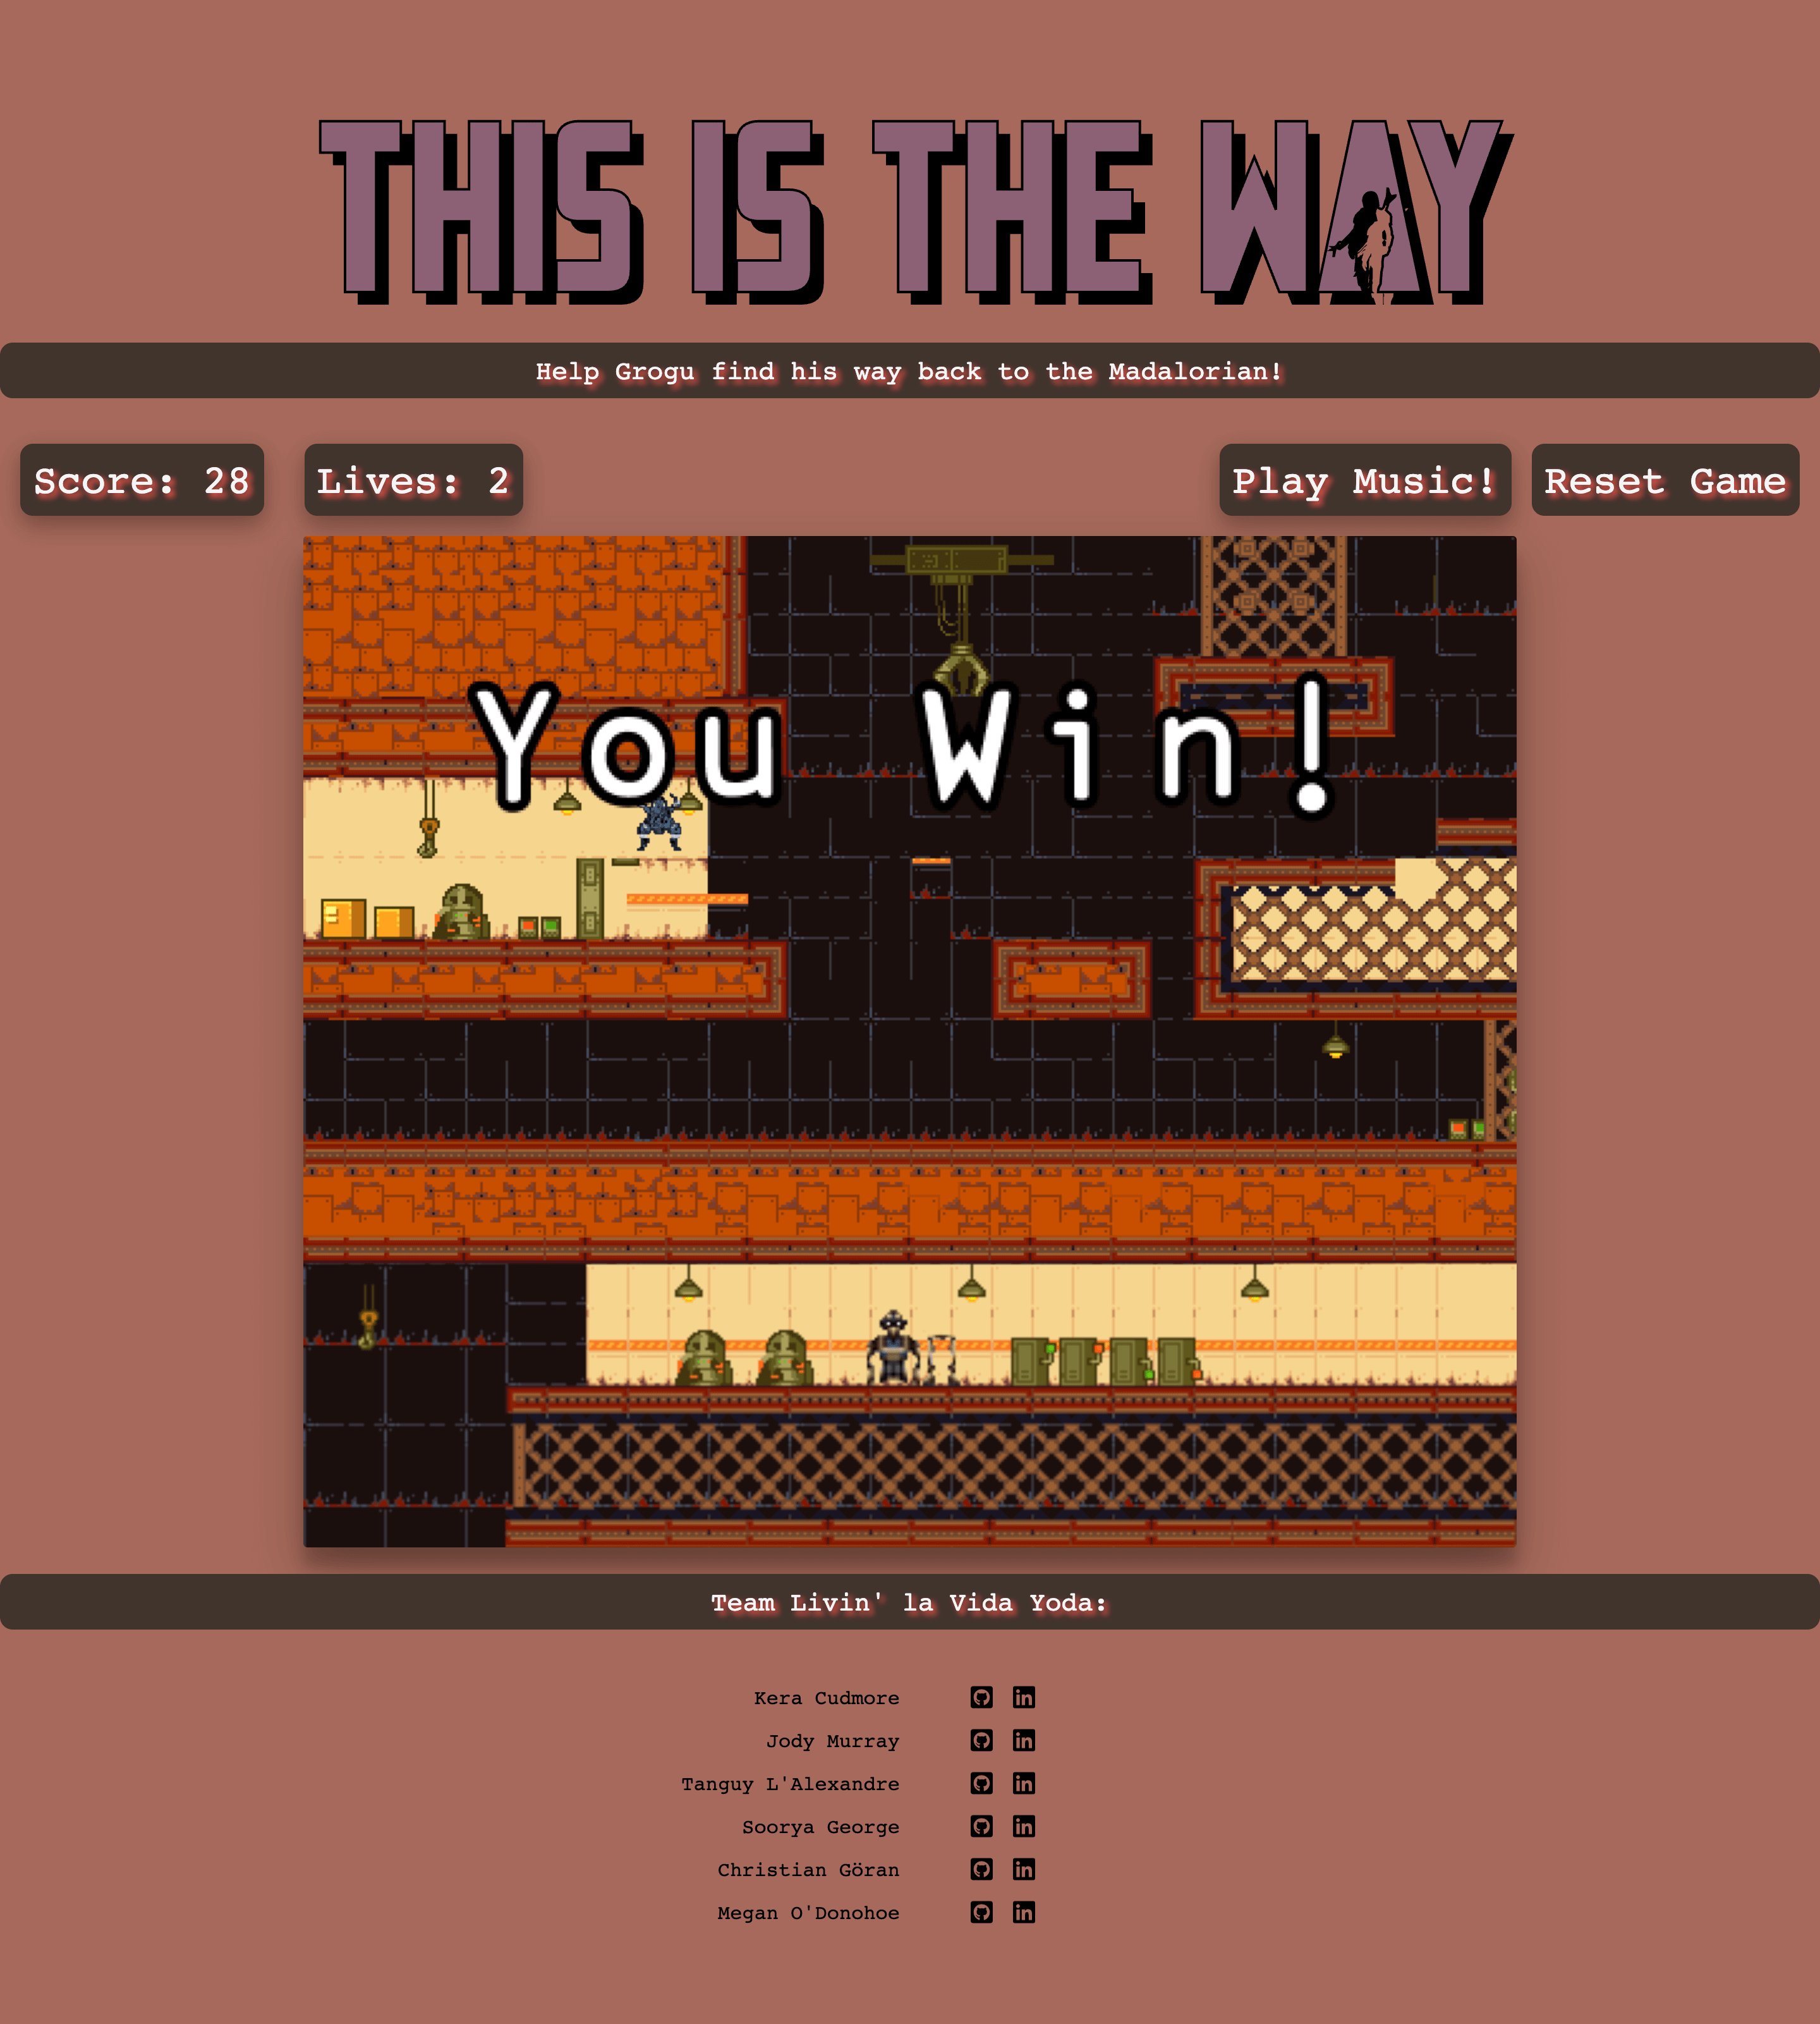 THIS IS THE WAY
Help Grogu find his way back to the Madalorian!
Score: 28
Lives: 2
Play Music!
Reset Game
You Win!
Team Livin' la Vida Yoda:
Kera Cudmore
Jody Murray
Tanguy L'Alexandre
Soorya George
Christian Göran
Megan O'Donohoe